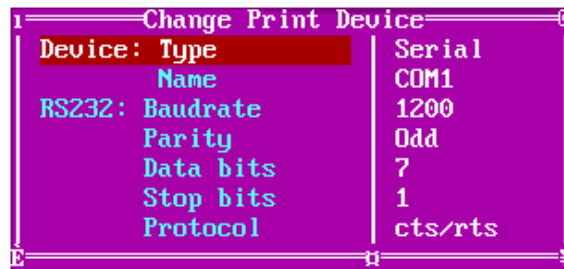 Change Print Device
Device: Type Serial
Name COM1
RS232: Baudrate 1200
Parity Odd
Data bits 7
Stop bits 1
Protocol cts/rts